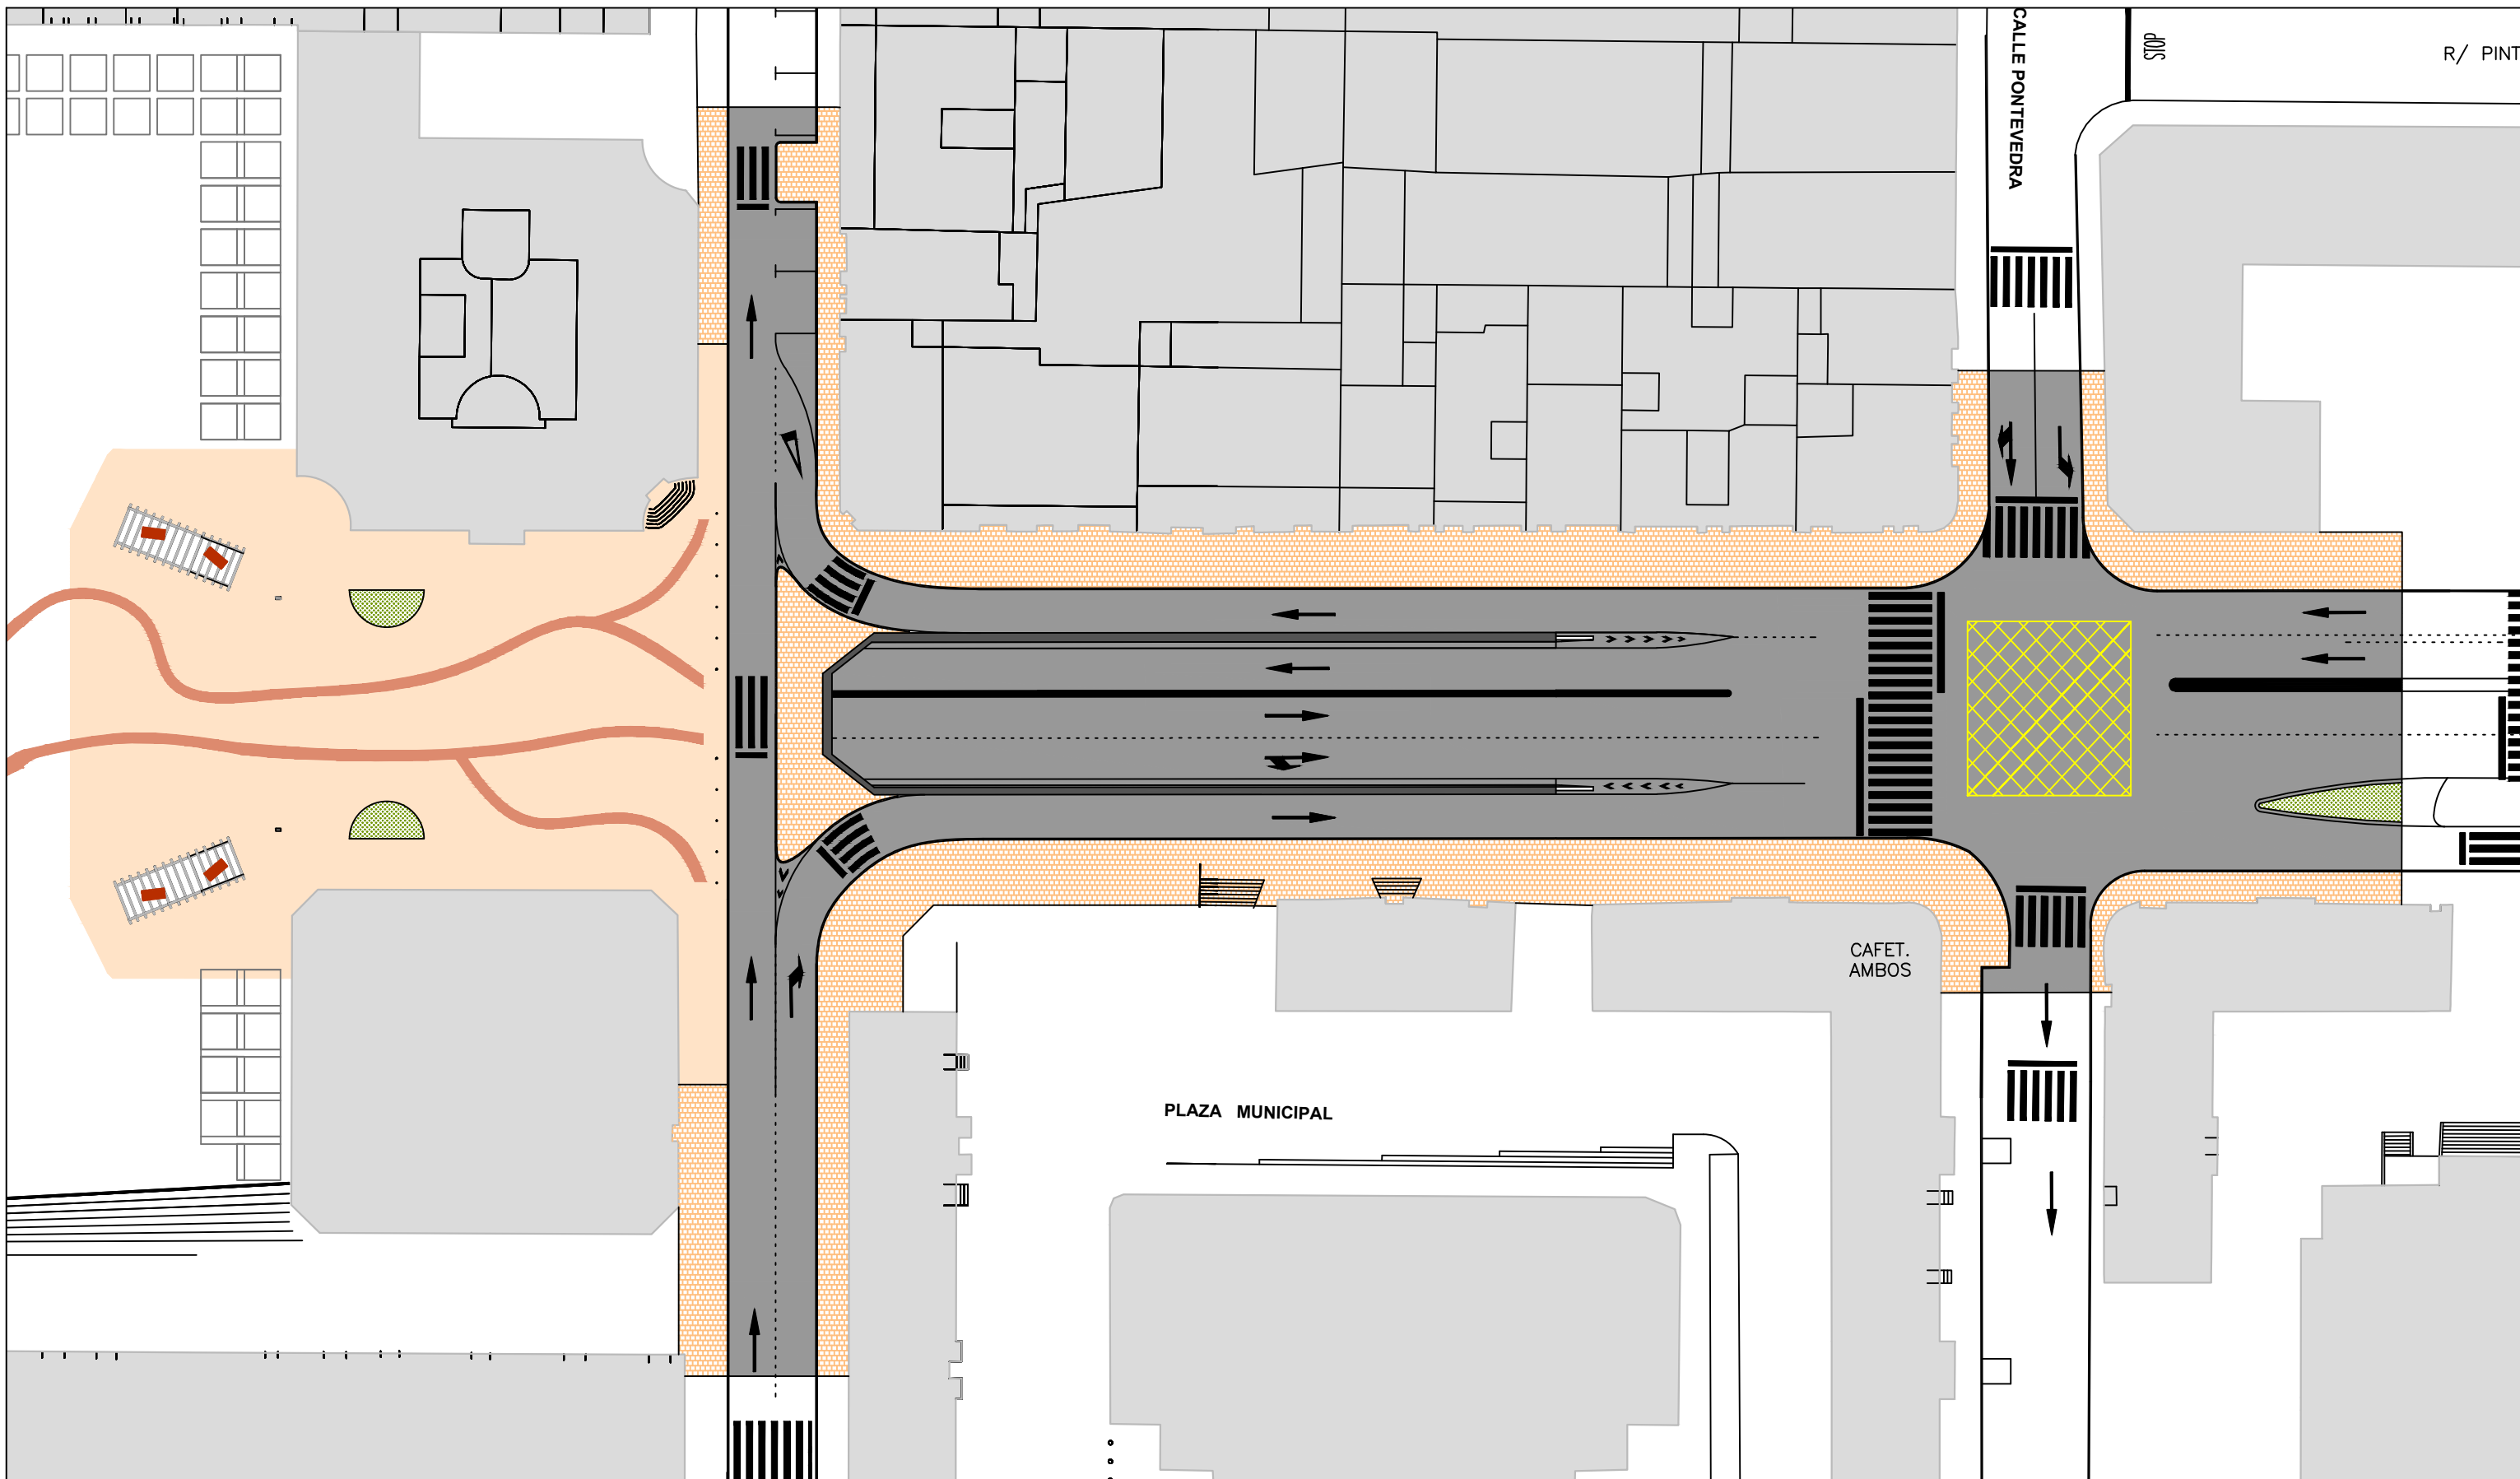 CALLE PONTEVEDRA
STOP
R/ PINT
CAFET.
AMBOS
PLAZA MUNICIPAL